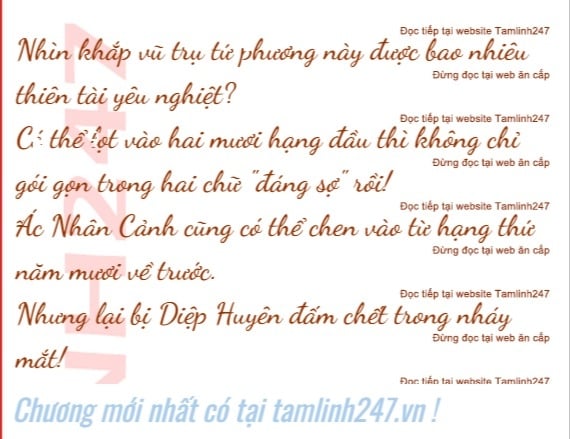 Đọc tiếp tại website Tamlinh247
Nhìn khắp vũ trụ tứ phương này được bao nhiêu
Đừng đọc tại web ăn cắp
thiên tài yêu nghiệt?
Đọc tiếp tại website Tamlinh247
Có thể lọt vào hai mươi hạng đầu thì không chỉ
Đừng đọc tại web ăn cắp
gói gọn trong hai chữ "đáng sợ" rồi!
Đọc tiếp tại website Tamlinh247
Ác Nhân Cảnh cũng có thể chen vào từ hạng thứ
Đừng đọc tại web ăn cắp
năm mươi về trước.
Đọc tiếp tại website Tamlinh247
Nhưng lại bị Diệp Huyên đấm chết trong nháy
Đừng đọc tại web ăn cắp
mắt!
Đọc tiếp tại website Tamlinh247
NH247
Chương mới nhất có tại tamlinh247.vn !